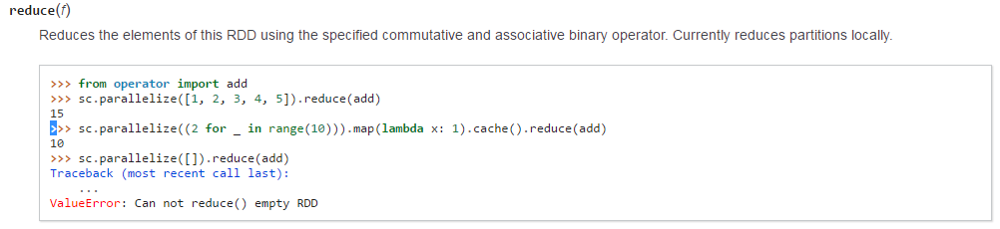 reduce(f)
Reduces the elements of this RDD using the specified commutative and associative binary operator. Currently reduces partitions locally.
>>> from operator import add
>>> sc.parallelize([1, 2, 3, 4, 5]).reduce(add)
15
>>> sc.parallelize((2 for _ in range(10))).map(lambda x: 1).cache().reduce(add)
10
>>> sc.parallelize([]).reduce(add)
Traceback (most recent call last):
    ...
ValueError: Can not reduce() empty RDD